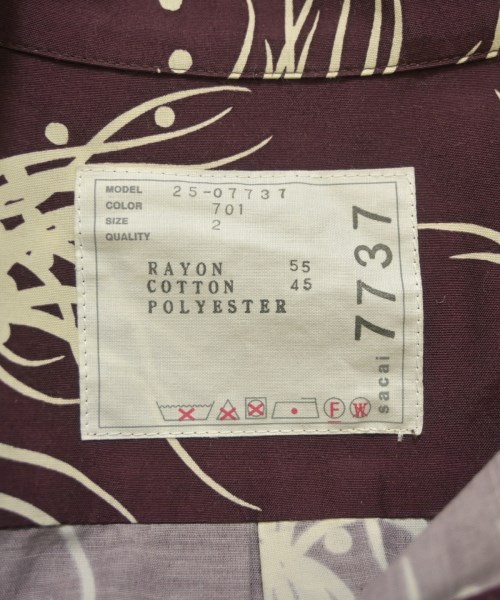 MODEL 25-07737
COLOR 701
SIZE 2
QUALITY
RAYON 55
COTTON 45
POLYESTER
F W
sacai 7737